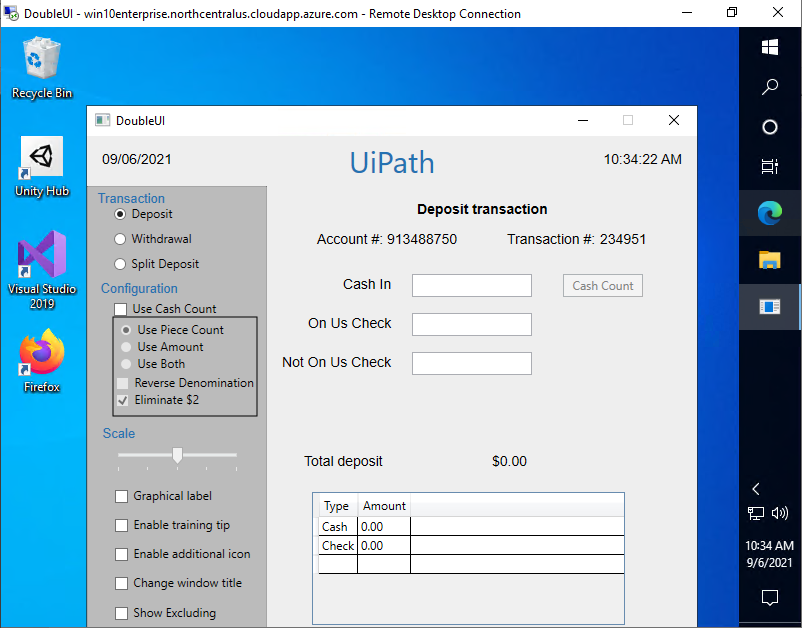 DoubleUI - win10enterprise.northcentralus.cloudapp.azure.com - Remote Desktop Connection
Recycle Bin
Unity Hub
Visual Studio
2019
Firefox
DoubleUI
09/06/2021
UiPath
10:34:22 AM
Transaction
Deposit
Withdrawal
Split Deposit
Configuration
Use Cash Count
Use Piece Count
Use Amount
Use Both
Reverse Denomination
Eliminate $2
Scale
Graphical label
Enable training tip
Enable additional icon
Change window title
Show Excluding
Deposit transaction
Account #: 913488750 Transaction #: 234951
Cash In
Cash Count
On Us Check
Not On Us Check
Total deposit $0.00
Type Amount
Cash 0.00
Check 0.00
10:34 AM
9/6/2021